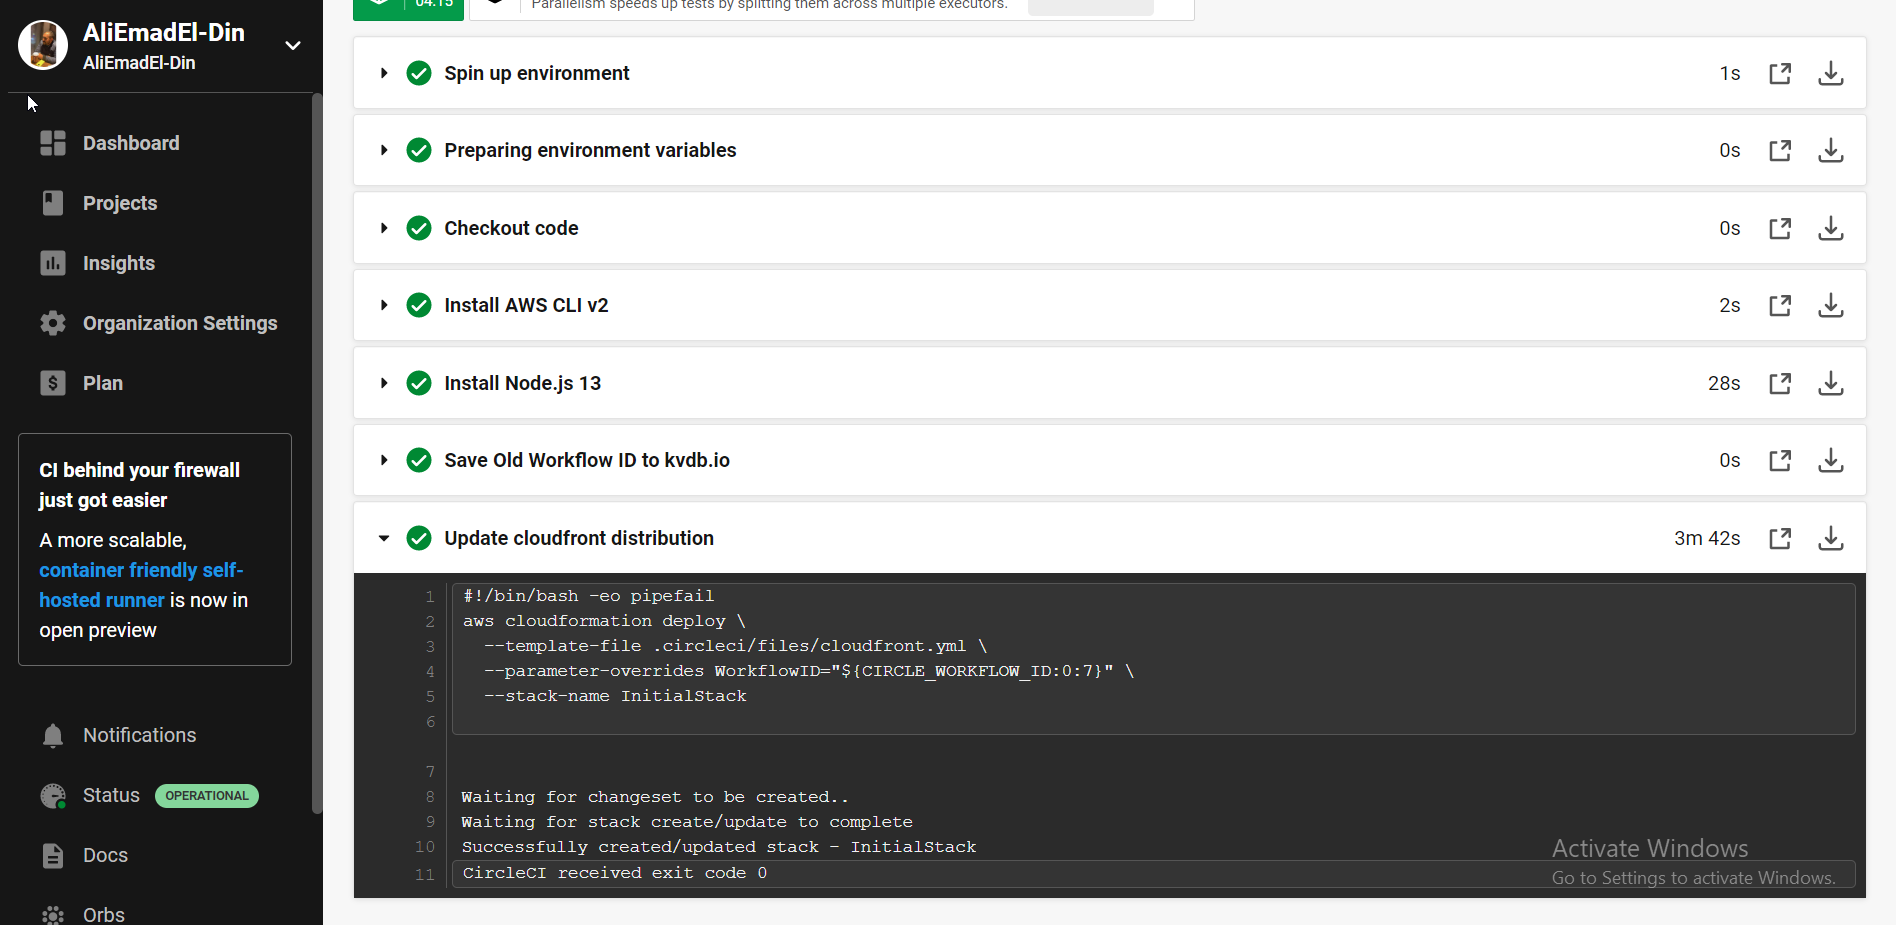 AliEmadEl-Din
AliEmadEl-Din
Dashboard
Projects
Insights
Organization Settings
Plan
CI behind your firewall
just got easier
A more scalable,
container friendly self-
hosted runner is now in
open preview
Notifications
Status OPERATIONAL
Docs
Orbs
04:15
Parallelism speeds up tests by splitting them across multiple executors.
Spin up environment 1s
Preparing environment variables 0s
Checkout code 0s
Install AWS CLI v2 2s
Install Node.js 13 28s
Save Old Workflow ID to kvdb.io 0s
Update cloudfront distribution 3m 42s
1 #!/bin/bash -eo pipefail
2 aws cloudformation deploy \
3 --template-file .circleci/files/cloudfront.yml \
4 --parameter-overrides WorkflowID="${CIRCLE_WORKFLOW_ID:0:7}" \
5 --stack-name InitialStack
6
7
8 Waiting for changeset to be created..
9 Waiting for stack create/update to complete
10 Successfully created/updated stack - InitialStack
11 CircleCI received exit code 0
Activate Windows
Go to Settings to activate Windows.